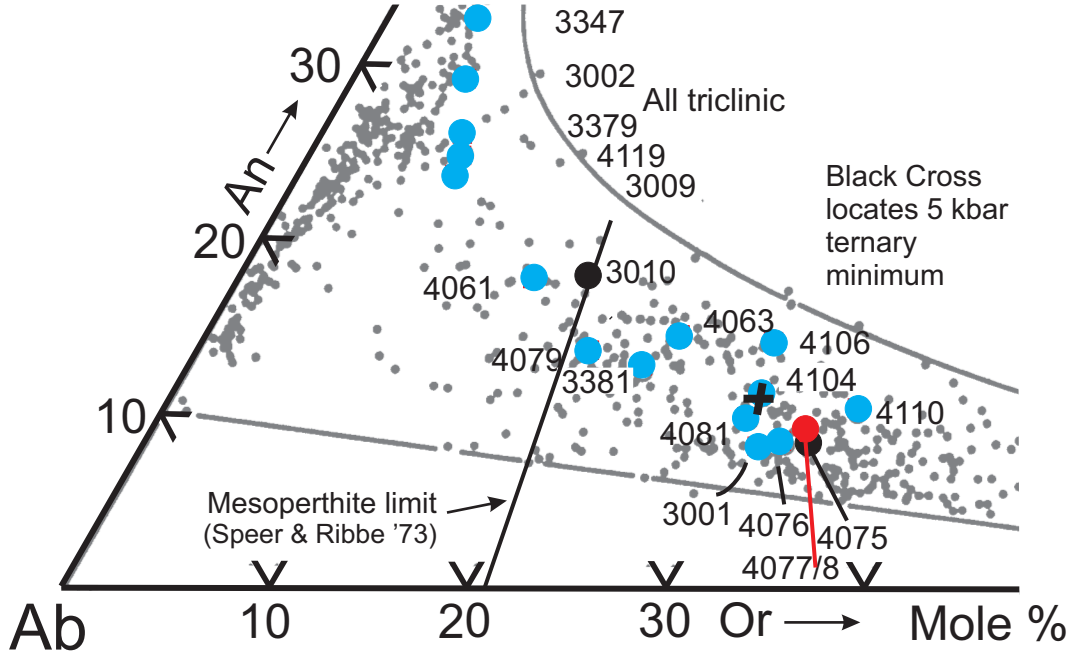 3347
30
3002
All triclinic
3379
4119
3009
An
Black Cross
locates 5 kbar
ternary
minimum
20
4061
3010
4063
4106
4079
3381
4104
10
4110
4081
Mesoperthite limit
(Speer & Ribbe '73)
3001
4076
4075
4077/8
Ab
10
20
30
Or
Mole %